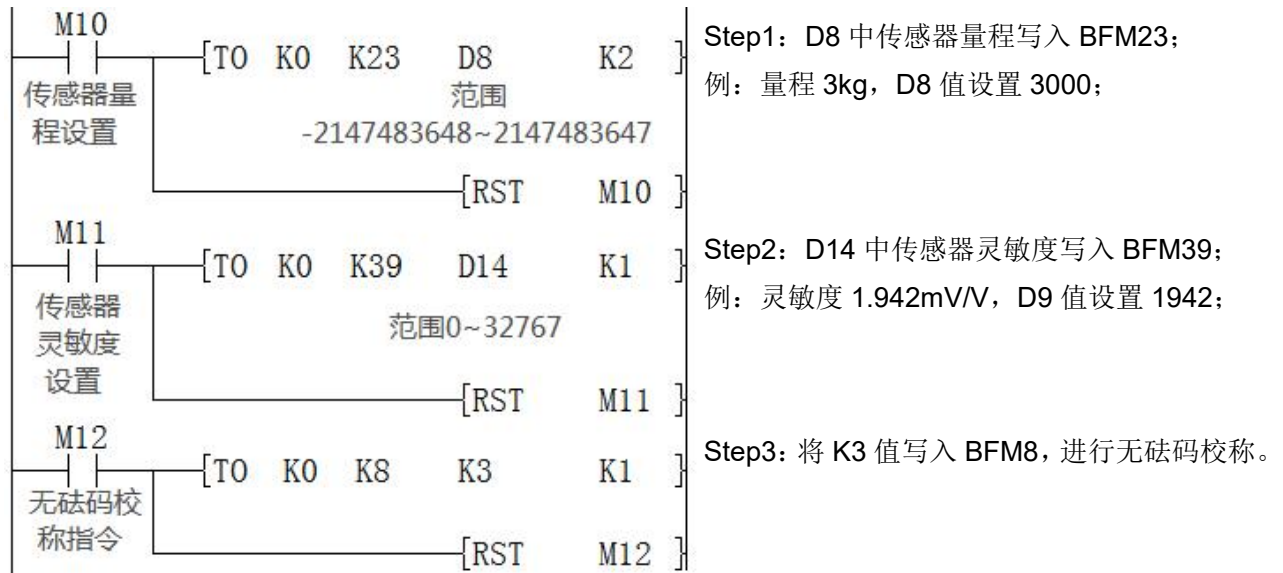 M10
[TO K0 K23 D8 K2 ]
传感器量
程设置
范围
-2147483648~2147483647
[RST M10 ]
Step1：D8 中传感器量程写入 BFM23；
例：量程 3kg，D8 值设置 3000；
M11
[TO K0 K39 D14 K1 ]
传感器
灵敏度
设置
范围0~32767
[RST M11 ]
Step2：D14 中传感器灵敏度写入 BFM39；
例：灵敏度 1.942mV/V，D9 值设置 1942；
M12
[TO K0 K8 K3 K1 ]
无砝码校
称指令
[RST M12 ]
Step3：将 K3 值写入 BFM8，进行无砝码校称。